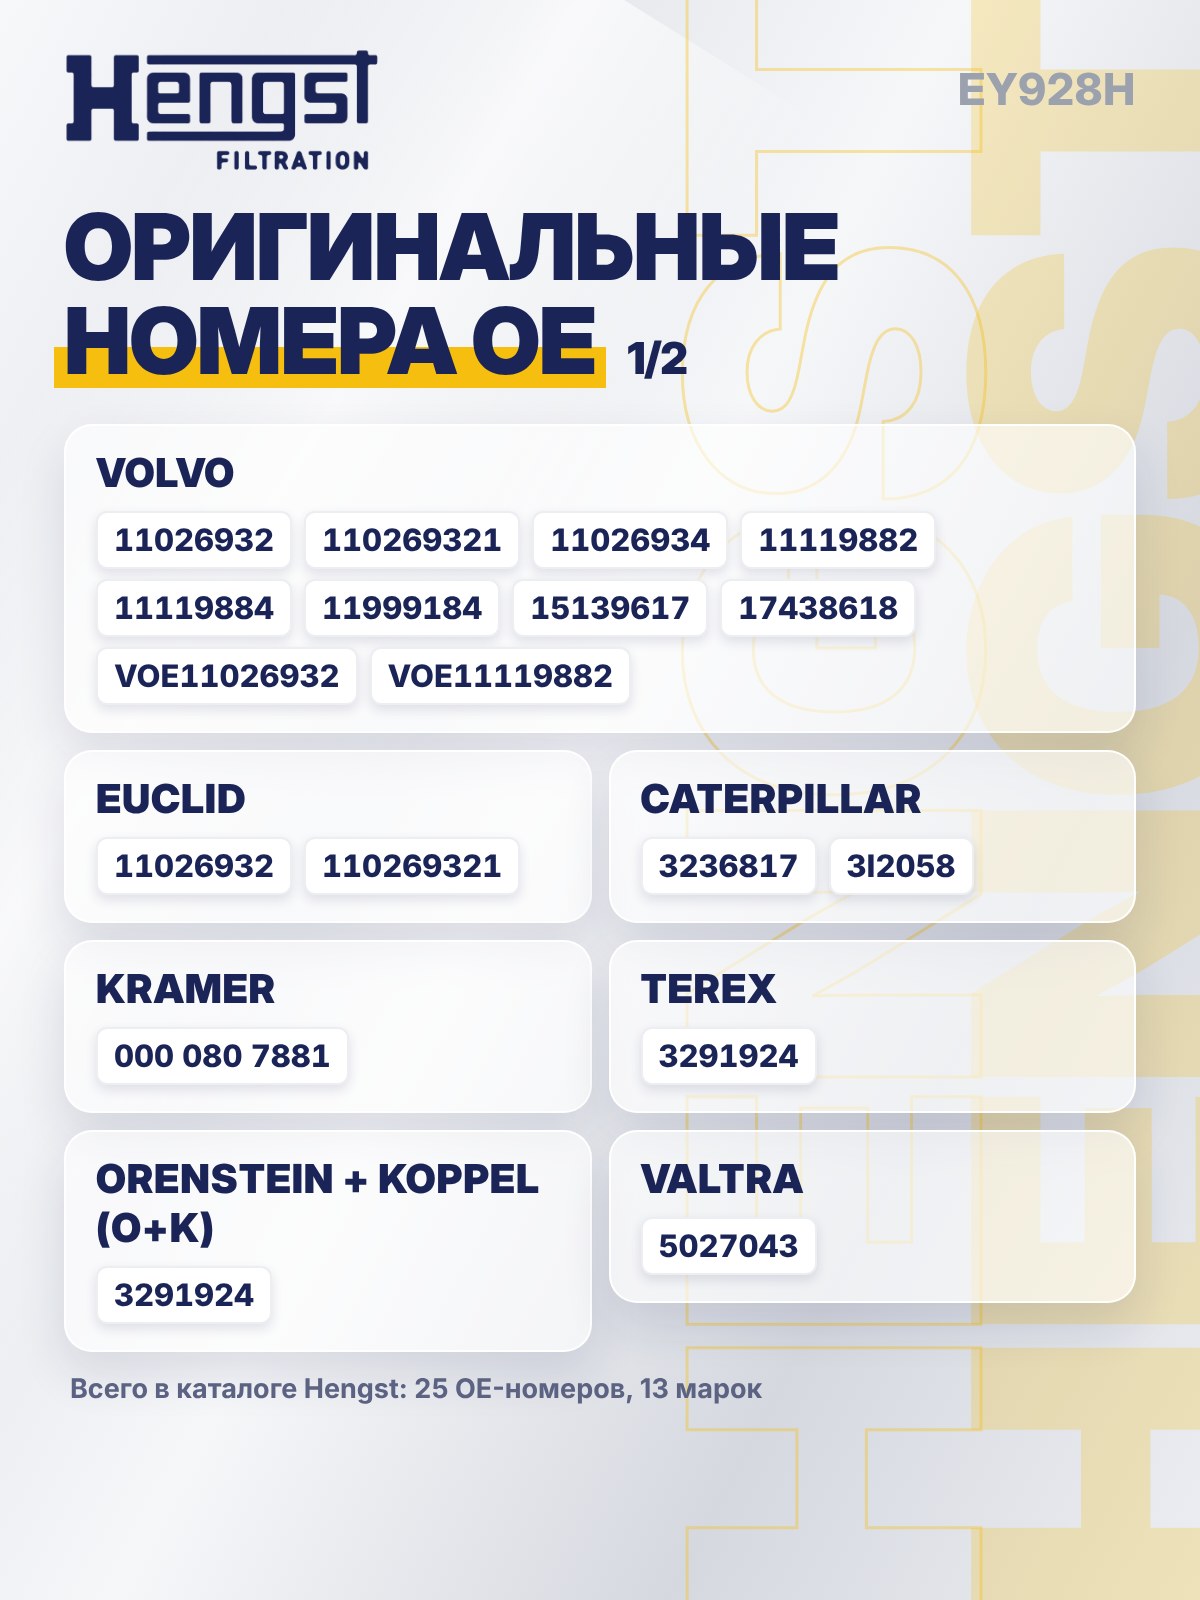 Hengst
FILTRATION
EY928H
ОРИГИНАЛЬНЫЕ
НОМЕРА OE 1/2
VOLVO
11026932 110269321 11026934 11119882
11119884 11999184 15139617 17438618
VOE11026932 VOE11119882
EUCLID
11026932 110269321
CATERPILLAR
3236817 3I2058
KRAMER
000 080 7881
TEREX
3291924
ORENSTEIN + KOPPEL
(O+K)
3291924
VALTRA
5027043
Всего в каталоге Hengst: 25 OE-номеров, 13 марок
HENGST